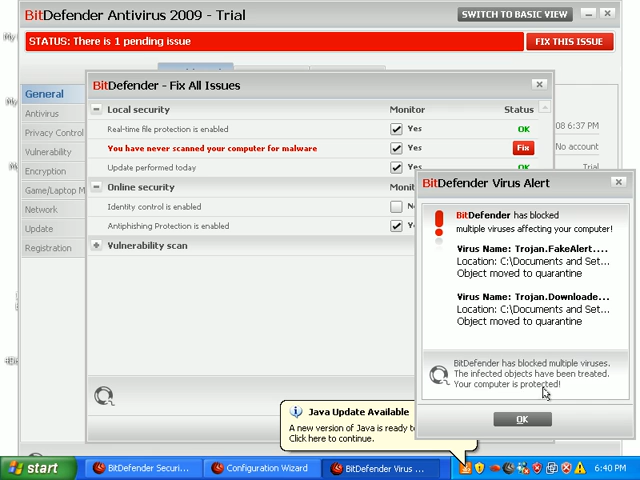 BitDefender Antivirus 2009 - Trial
SWITCH TO BASIC VIEW
STATUS: There is 1 pending issue
FIX THIS ISSUE
BitDefender - Fix All Issues
General
Antivirus
Privacy Control
Vulnerability
Encryption
Game/Laptop M
Network
Update
Registration
Local security Monitor Status
Real-time file protection is enabled Yes OK
You have never scanned your computer for malware Yes Fix
Update performed today Yes
Online security
Identity control is enabled
Antiphishing Protection is enabled
Vulnerability scan
08 6:37 PM
No account
Trial
BitDefender Virus Alert
BitDefender has blocked
multiple viruses affecting your computer!
Virus Name: Trojan.FakeAlert....
Location: C:\Documents and Set...
Object moved to quarantine
Virus Name: Trojan.Downloade...
Location: C:\Documents and Set...
Object moved to quarantine
BitDefender has blocked multiple viruses.
The infected objects have been treated.
Your computer is protected!
OK
Java Update Available
A new version of Java is ready to
Click here to continue.
start
BitDefender Securi...
Configuration Wizard
BitDefender Virus ...
6:40 PM